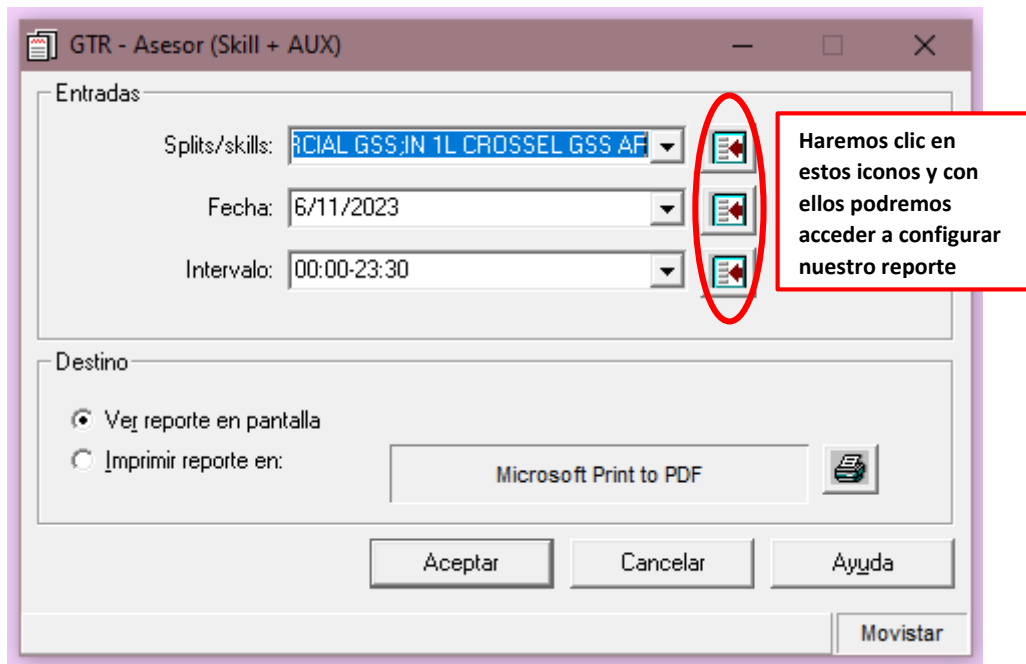 GTR - Asesor (Skill + AUX)
Entradas
Splits/skills:
RCIAL GSS;IN 1L CROSSEL GSS AF
Fecha:
6/11/2023
Intervalo:
00:00-23:30
Haremos clic en
estos iconos y con
ellos podremos
acceder a configurar
nuestro reporte
Destino
Ver reporte en pantalla
Imprimir reporte en:
Microsoft Print to PDF
Aceptar
Cancelar
Ayuda
Movistar